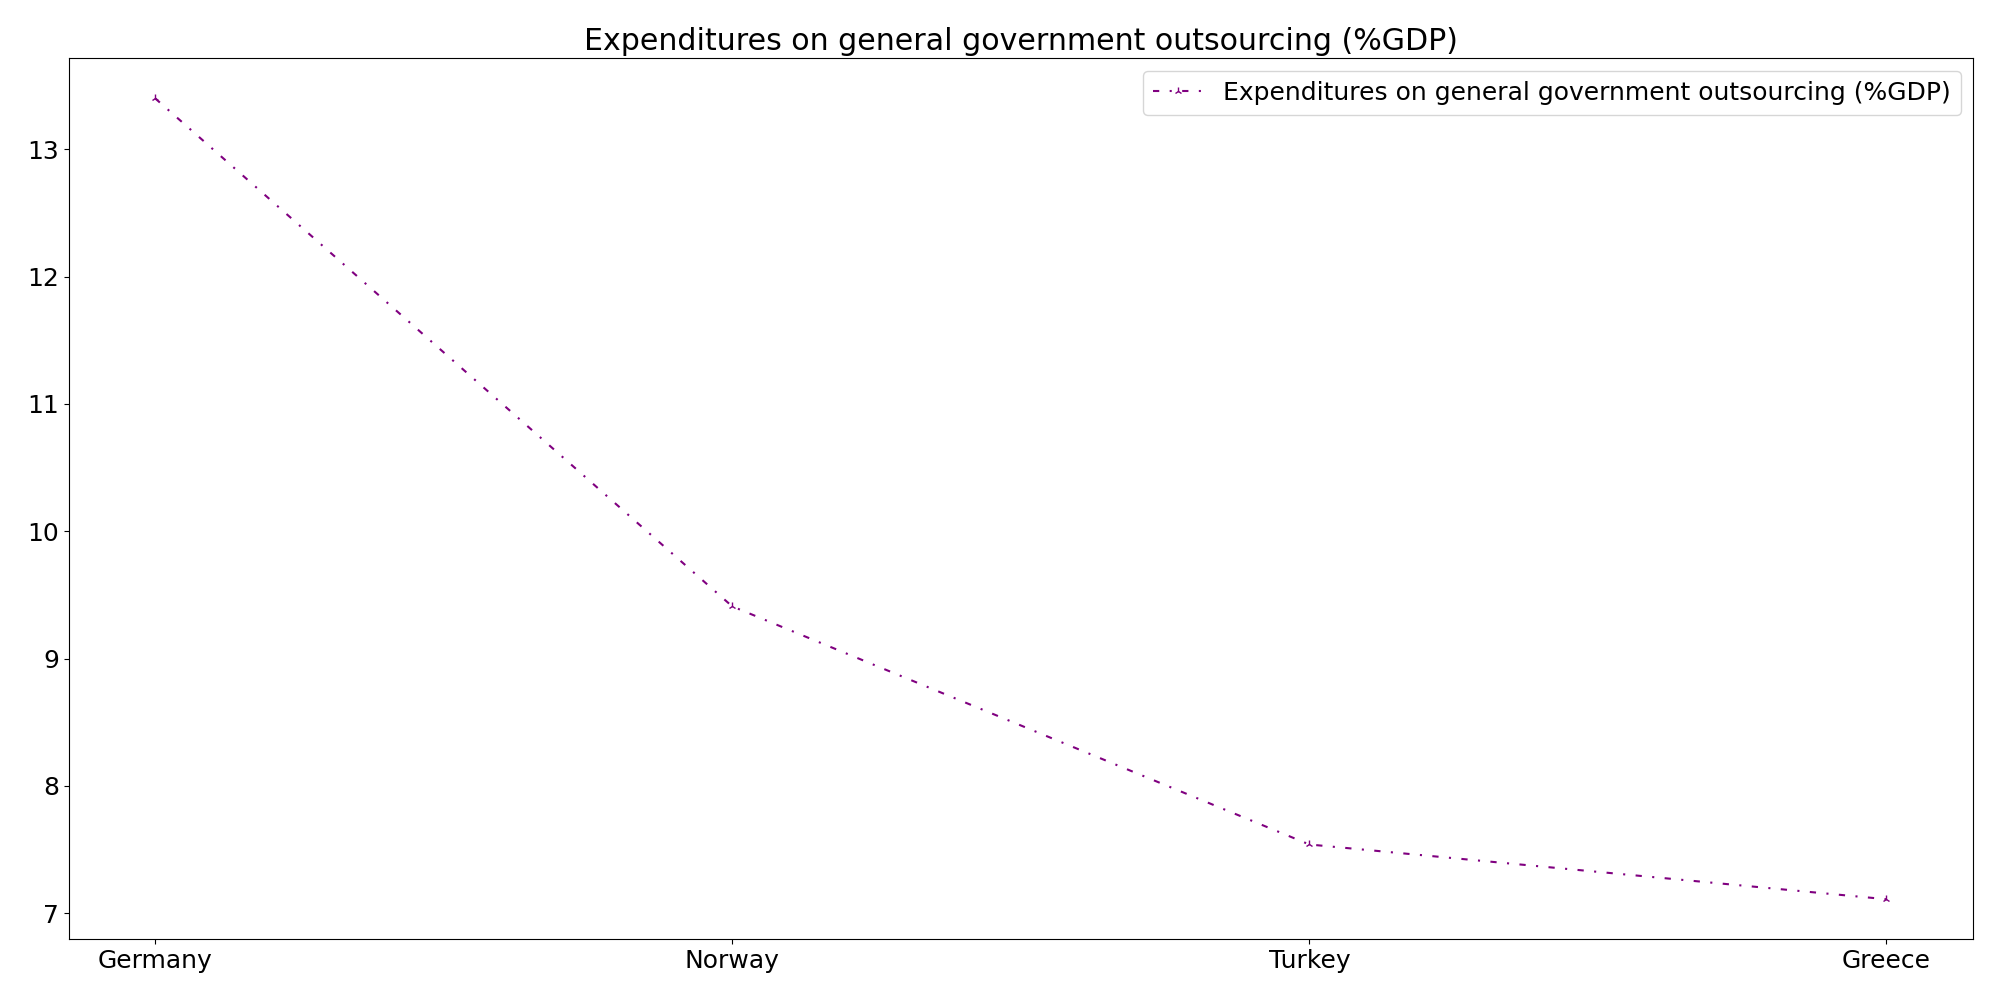 Expenditures on general government outsourcing (%GDP)
Expenditures on general government outsourcing (%GDP)
13
12
11
10
9
8
7
Germany Norway Turkey Greece